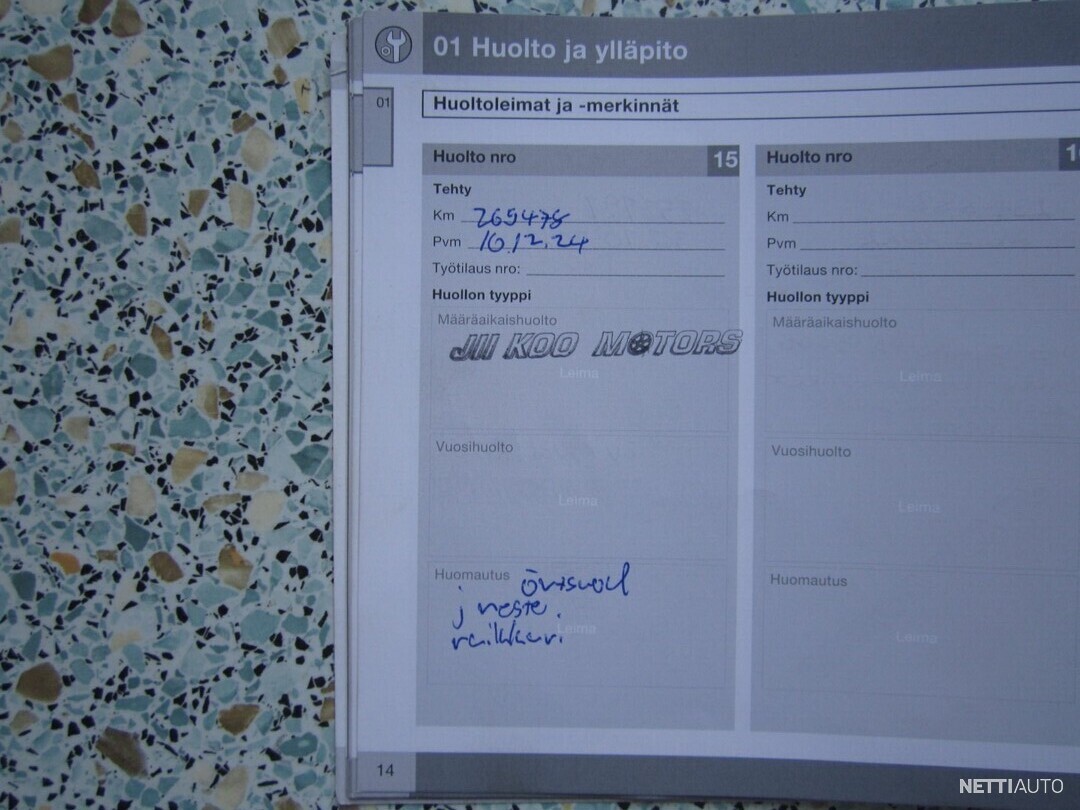 01 Huolto ja ylläpito
01
Huoltoleimat ja -merkinnät
Huolto nro 15
Tehty
Km 265478
Pvm 10.12.24
Työtilaus nro:
Huollon tyyppi
Määräaikaishuolto
JII KOO MOTORS
Leima
Vuosihuolto
Leima
Huomautus
j neste.
Leima
raikkari.
Huolto nro
Tehty
Km
Pvm
Työtilaus nro:
Huollon tyyppi
Määräaikaishuolto
Leima
Vuosihuolto
Leima
Huomautus
Leima
14
NETTIAUTO